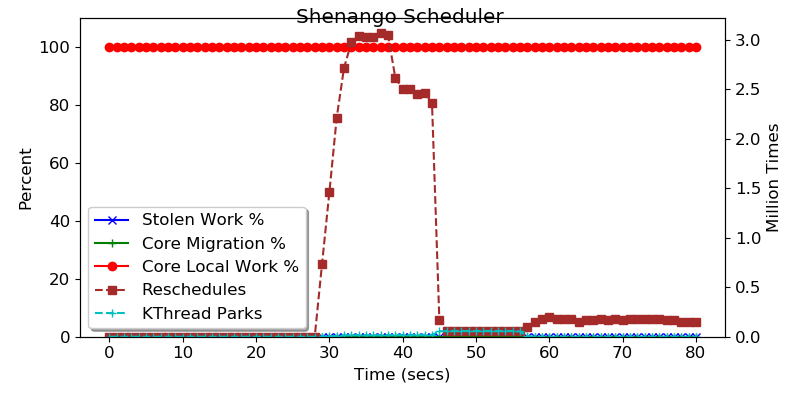 Shenango Scheduler
100
80
60
40
20
0
Percent
3.0
2.5
2.0
1.5
1.0
0.5
0.0
Million Times
Stolen Work %
Core Migration %
Core Local Work %
Reschedules
KThread Parks
0 10 20 30 40 50 60 70 80
Time (secs)